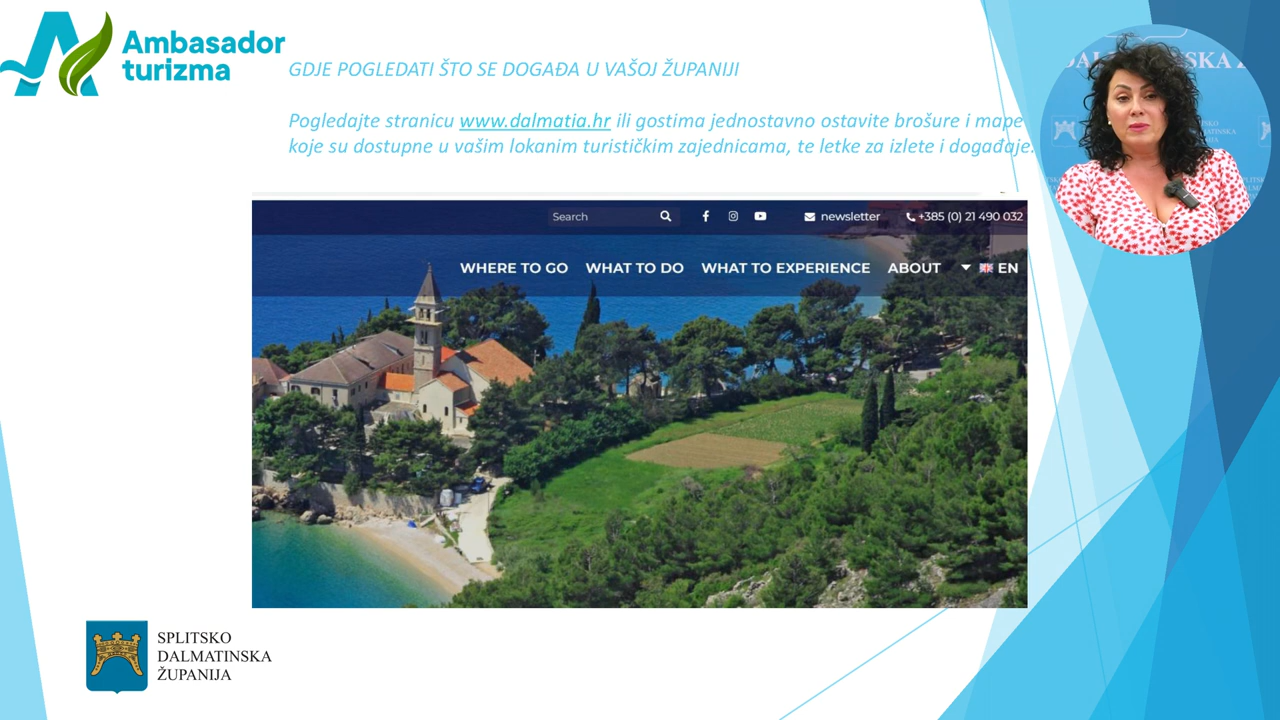 Ambasador
turizma
GDJE POGLEDATI ŠTO SE DOGAĐA U VAŠOJ ŽUPANIJI
Pogledajte stranicu www.dalmatia.hr ili gostima jednostavno ostavite brošure i mape
koje su dostupne u vašim lokanim turističkim zajednicama, te letke za izlete i događaje.
Search
newsletter
+385 (0) 21 490 032
WHERE TO GO
WHAT TO DO
WHAT TO EXPERIENCE
ABOUT
EN
SPLITSKO
DALMATINSKA
ŽUPANIJA